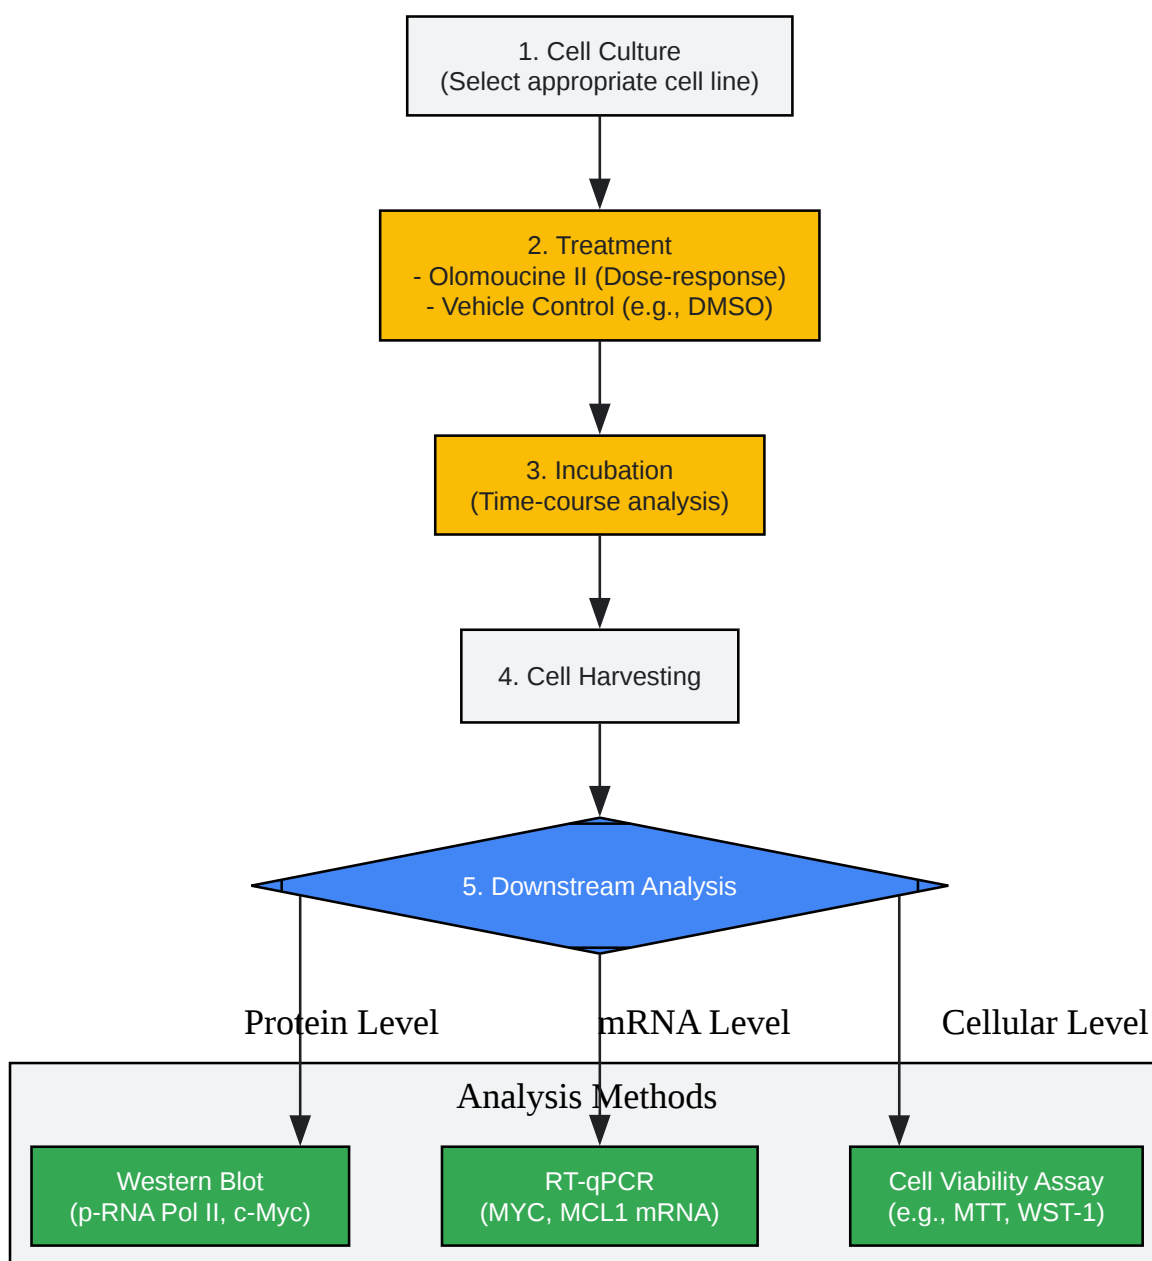 1. Cell Culture
(Select appropriate cell line)
2. Treatment
- Olomoucine II (Dose-response)
- Vehicle Control (e.g., DMSO)
3. Incubation
(Time-course analysis)
4. Cell Harvesting
5. Downstream Analysis
Protein Level
mRNA Level
Cellular Level
Analysis Methods
Western Blot
(p-RNA Pol II, c-Myc)
RT-qPCR
(MYC, MCL1 mRNA)
Cell Viability Assay
(e.g., MTT, WST-1)